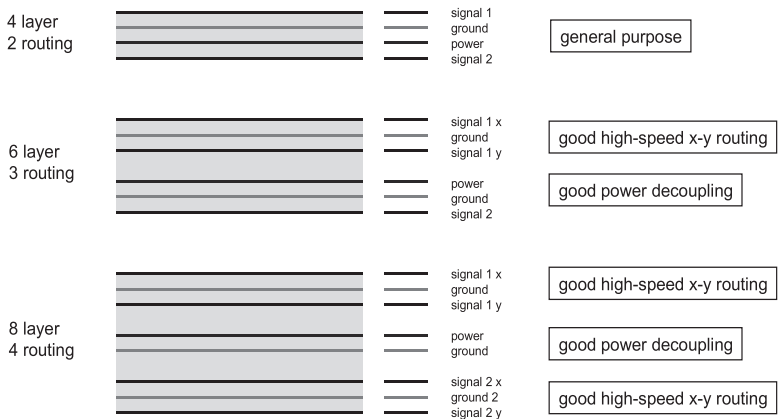 4 layer
2 routing
signal 1
ground
power
signal 2
general purpose
6 layer
3 routing
signal 1 x
ground
signal 1 y
power
ground
signal 2
good high-speed x-y routing
good power decoupling
8 layer
4 routing
signal 1 x
ground
signal 1 y
power
ground
signal 2 x
ground 2
signal 2 y
good high-speed x-y routing
good power decoupling
good high-speed x-y routing